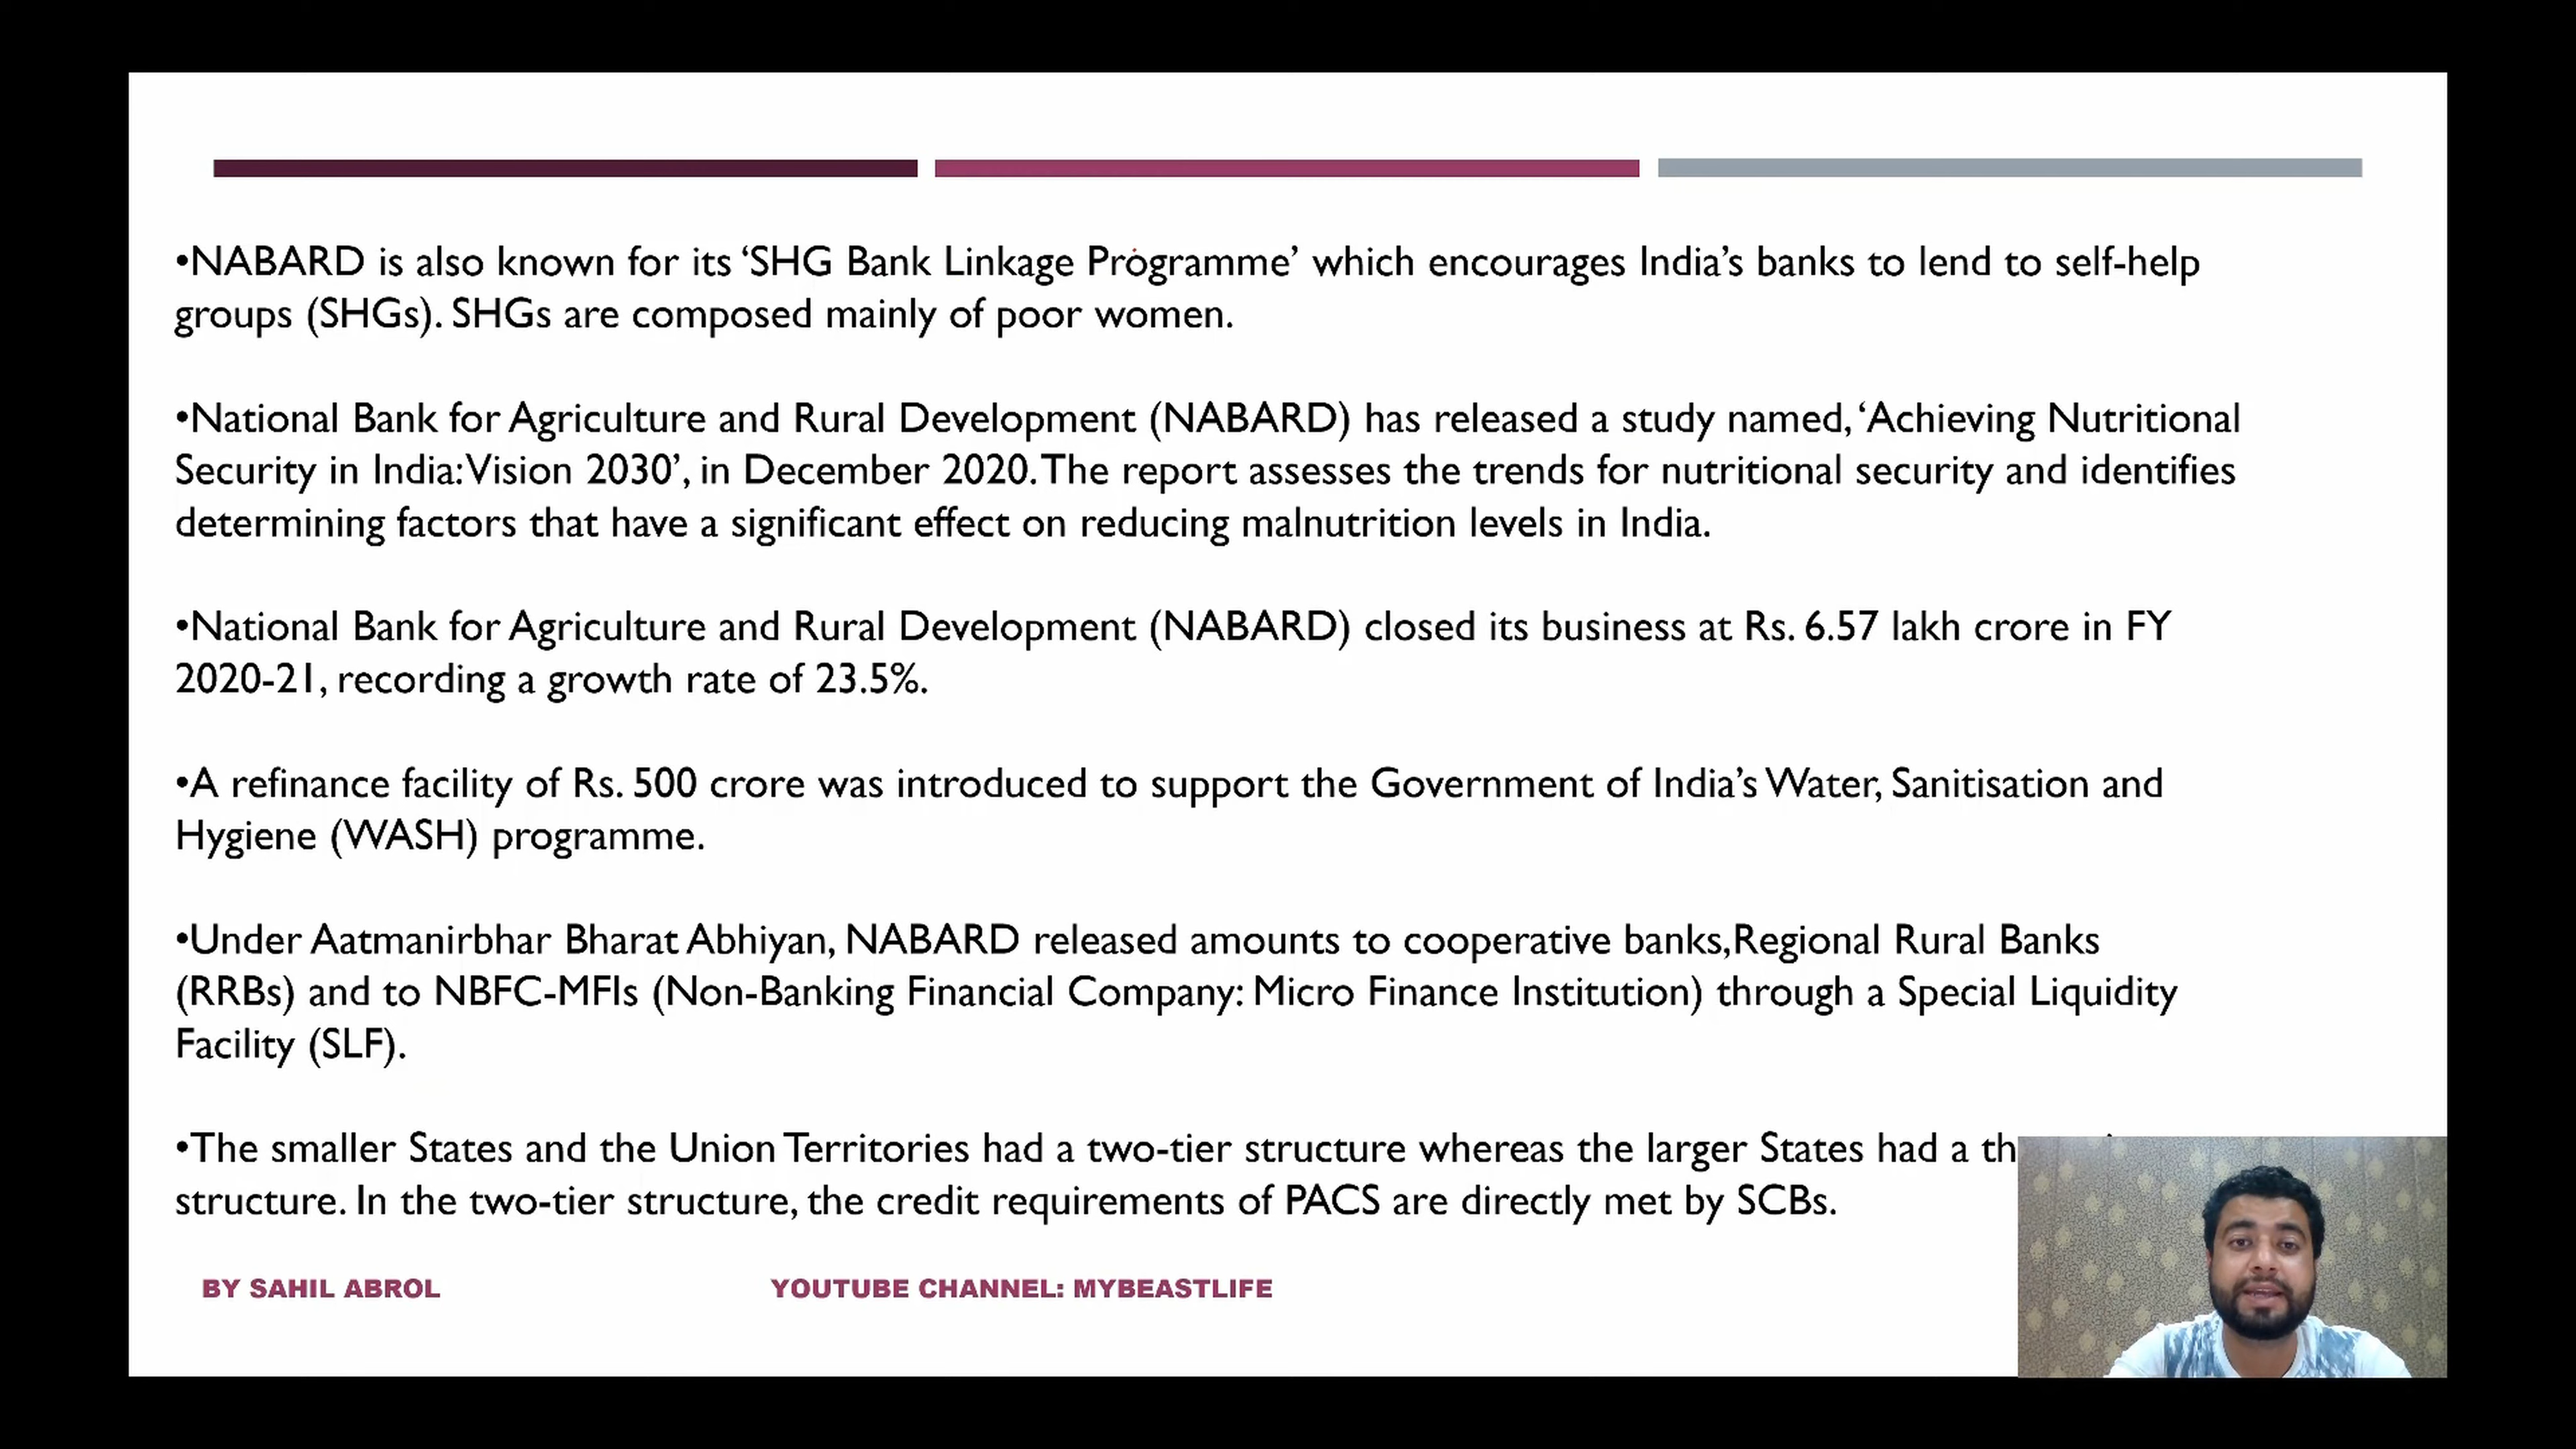 •NABARD is also known for its ‘SHG Bank Linkage Programme’ which encourages India’s banks to lend to self-help
groups (SHGs). SHGs are composed mainly of poor women.
•National Bank for Agriculture and Rural Development (NABARD) has released a study named, ‘Achieving Nutritional
Security in India: Vision 2030’, in December 2020. The report assesses the trends for nutritional security and identifies
determining factors that have a significant effect on reducing malnutrition levels in India.
•National Bank for Agriculture and Rural Development (NABARD) closed its business at Rs. 6.57 lakh crore in FY
2020-21, recording a growth rate of 23.5%.
•A refinance facility of Rs. 500 crore was introduced to support the Government of India’s Water, Sanitisation and
Hygiene (WASH) programme.
•Under Aatmanirbhar Bharat Abhiyan, NABARD released amounts to cooperative banks,Regional Rural Banks
(RRBs) and to NBFC-MFIs (Non-Banking Financial Company: Micro Finance Institution) through a Special Liquidity
Facility (SLF).
•The smaller States and the Union Territories had a two-tier structure whereas the larger States had a
structure. In the two-tier structure, the credit requirements of PACS are directly met by SCBs.
BY SAHIL ABROL YOUTUBE CHANNEL: MYBEASTLIFE